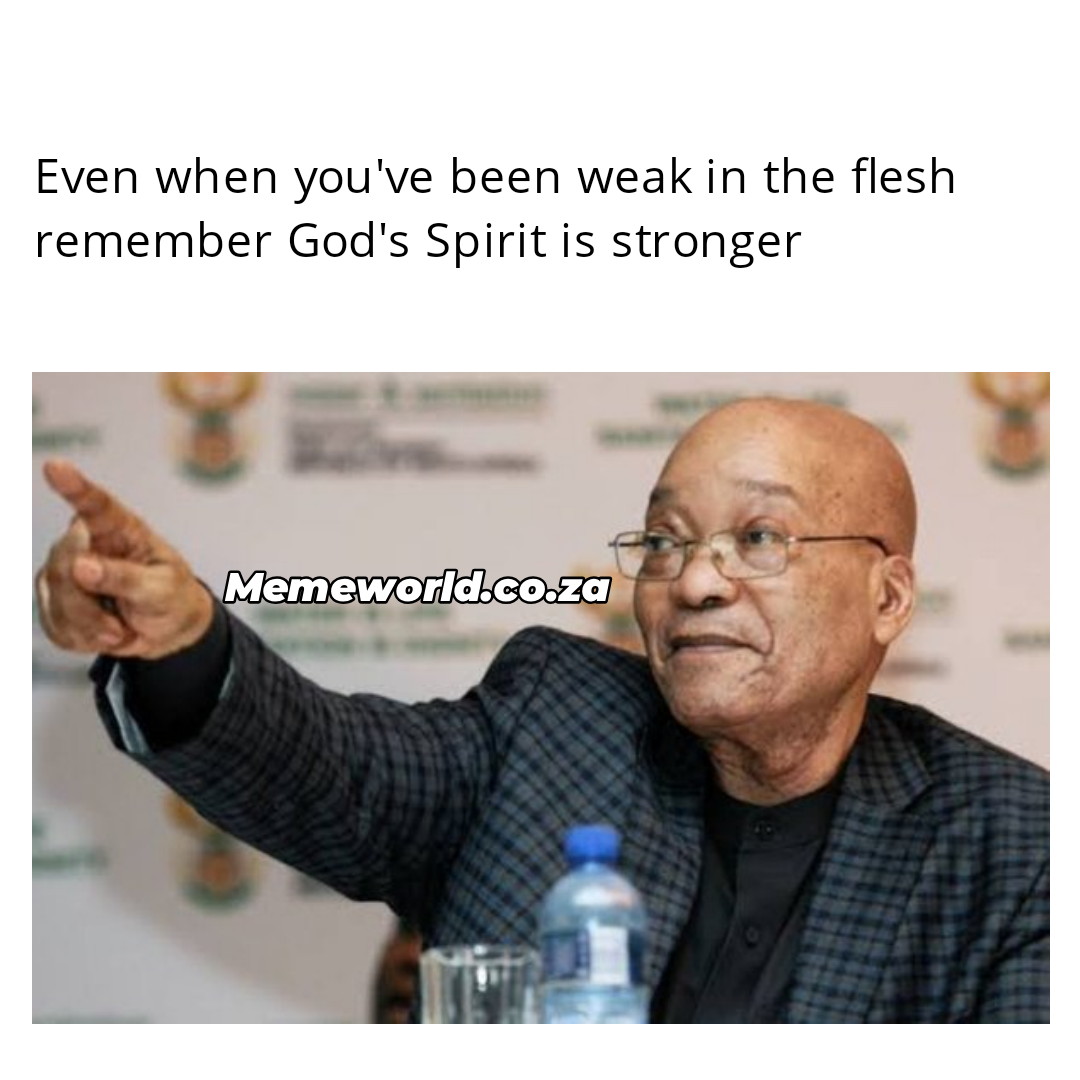 Even when you've been weak in the flesh
remember God's Spirit is stronger
Memeworld.co.za